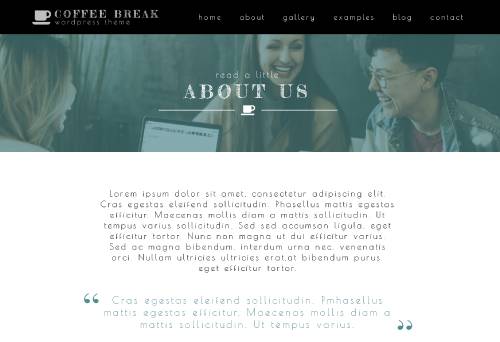 COFFEE BREAK
wordpress theme
home about gallery examples blog contact
read a little
ABOUT US
Lorem ipsum dolor sit amet, consectetur adipiscing elit.
Cras egestas eleifend sollicitudin. Phasellus mattis egestas
efficitur. Maecenas mollis diam a mattis sollicitudin. Ut
tempus varius sollicitudin. Sed sed accumsan ligula, eget
efficitur tortor. Nunc non magna ut dui efficitur varius.
Sed ac magna bibendum, interdum urna nec, venenatis
orci. Nullam ultricies ultricies erat,at bibendum purus
eget efficitur tortor.
“ Cras egestas eleifend sollicitudin. Pmhasellus
mattis egestas efficitur. Maecenas mollis diam a
mattis sollicitudin. Ut tempus varius. ”